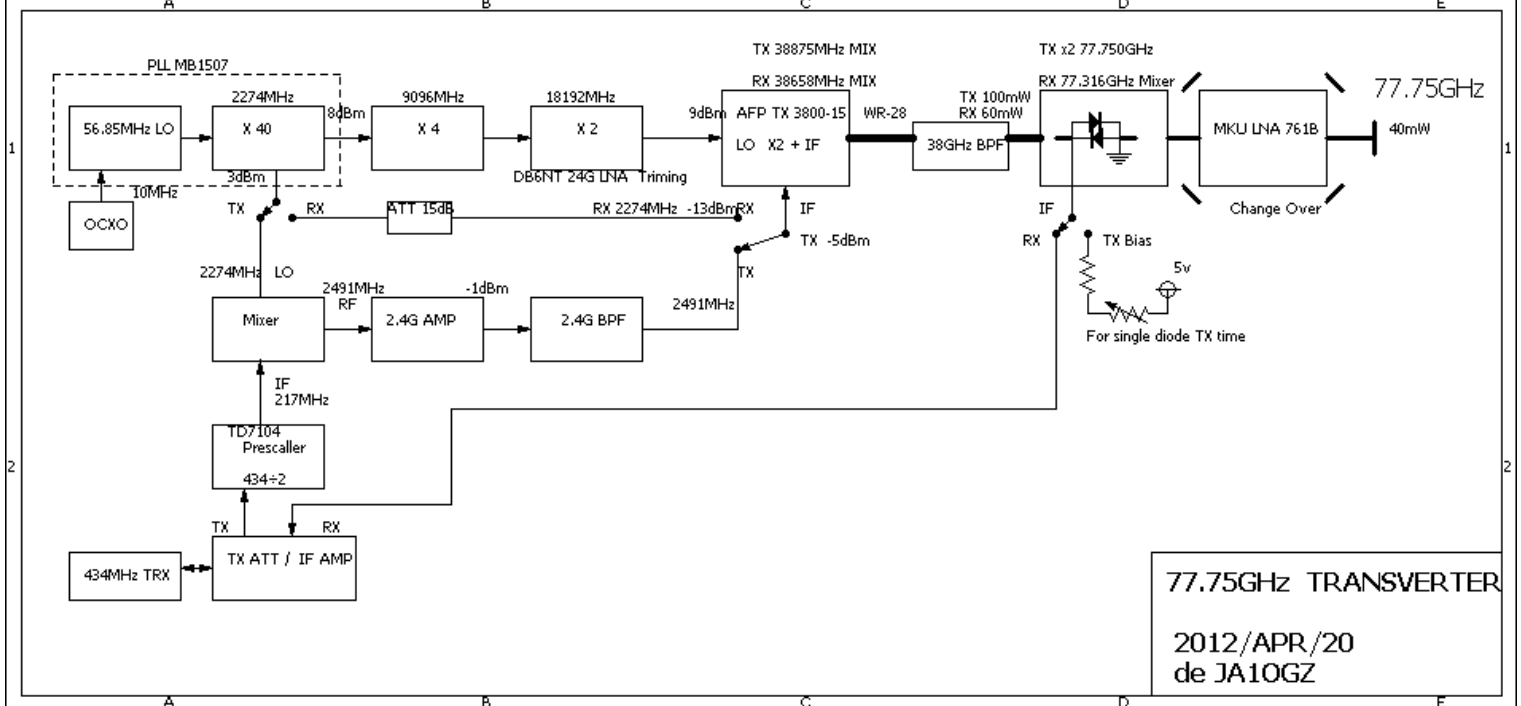 A B C D E
TX 38875MHz MIX
TX x2 77.750GHz
PLL MB1507
RX 38658MHz MIX
RX 77.316GHz Mixer
77.75GHz
2274MHz
9096MHz
18192MHz
TX 100mW
RX 60mW
8dBm
9dBm
AFP TX 3800-15
WR-28
56.85MHz LO
X 40
X 4
X 2
LO X2 + IF
38GHz BPF
MKU LNA 761B
40mW
1
1
3dBm
DB6NT 24G LNA Triming
10MHz
OCXO
TX
RX
ATT 15dB
RX 2274MHz -13dBm
RX
IF
IF
Change Over
TX -5dBm
RX
TX Bias
2274MHz LO
TX
5v
2491MHz
RF
-1dBm
2491MHz
Mixer
2.4G AMP
2.4G BPF
For single diode TX time
IF
217MHz
TD7104
Prescaller
434÷2
2
2
TX
RX
TX ATT / IF AMP
434MHz TRX
77.75GHz TRANSVERTER
2012/APR/20
de JA1OGZ
A B C D E